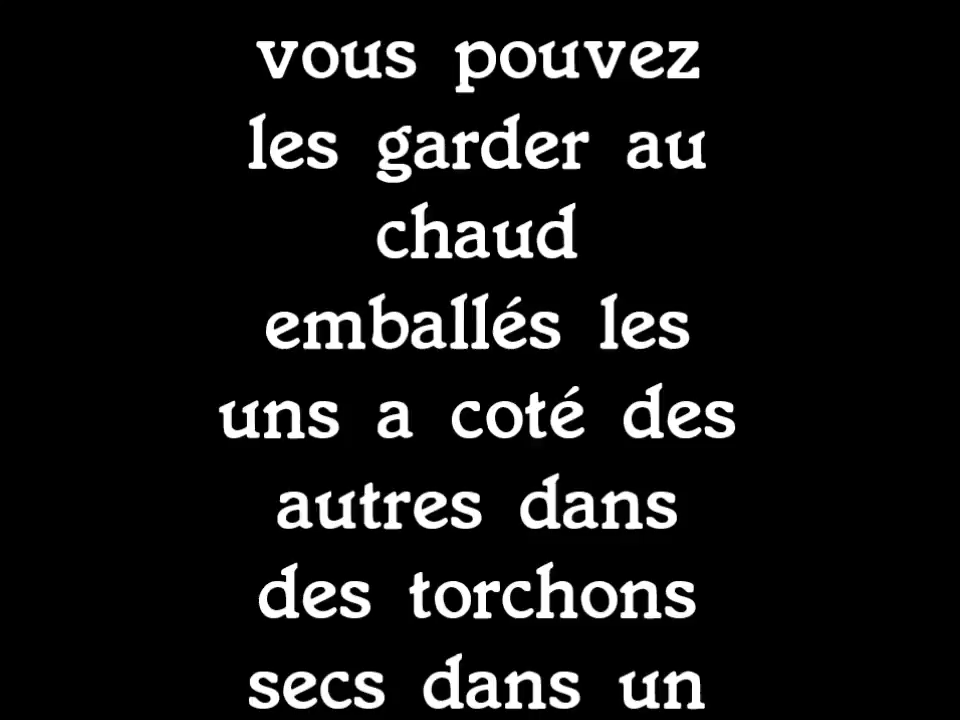 vous pouvez
les garder au
chaud
emballés les
uns a coté des
autres dans
des torchons
secs dans un